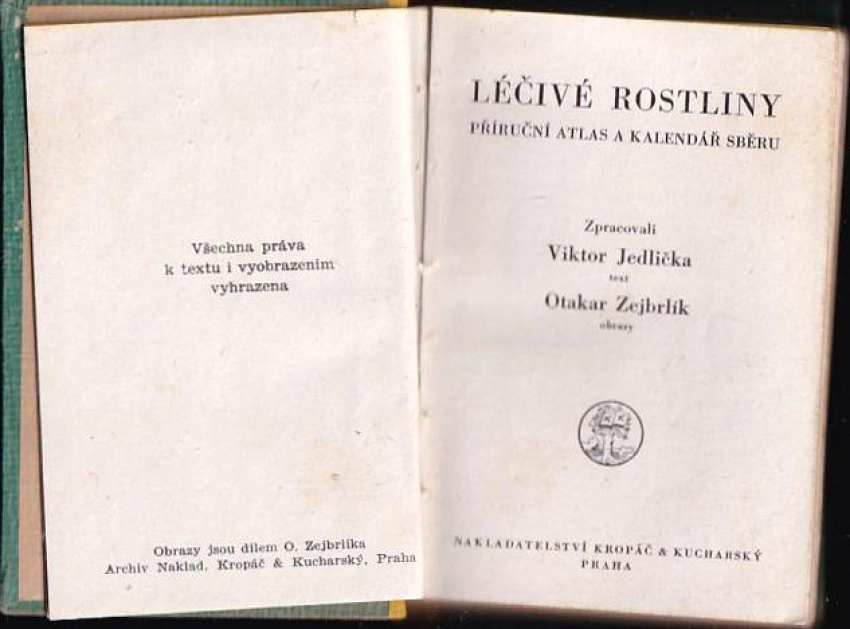 Všechna práva
k textu i vyobrazením
vyhrazena
Obrazy jsou dílem O. Zejbrlíka
Archiv Naklad. Kropáč & Kucharský, Praha
LÉČIVÉ ROSTLINY
PŘÍRUČNÍ ATLAS A KALENDÁŘ SBĚRU
Zpracovali
Viktor Jedlička
text
Otakar Zejbrlík
obrazy
NAKLADATELSTVÍ KROPÁČ & KUCHARSKÝ
PRAHA